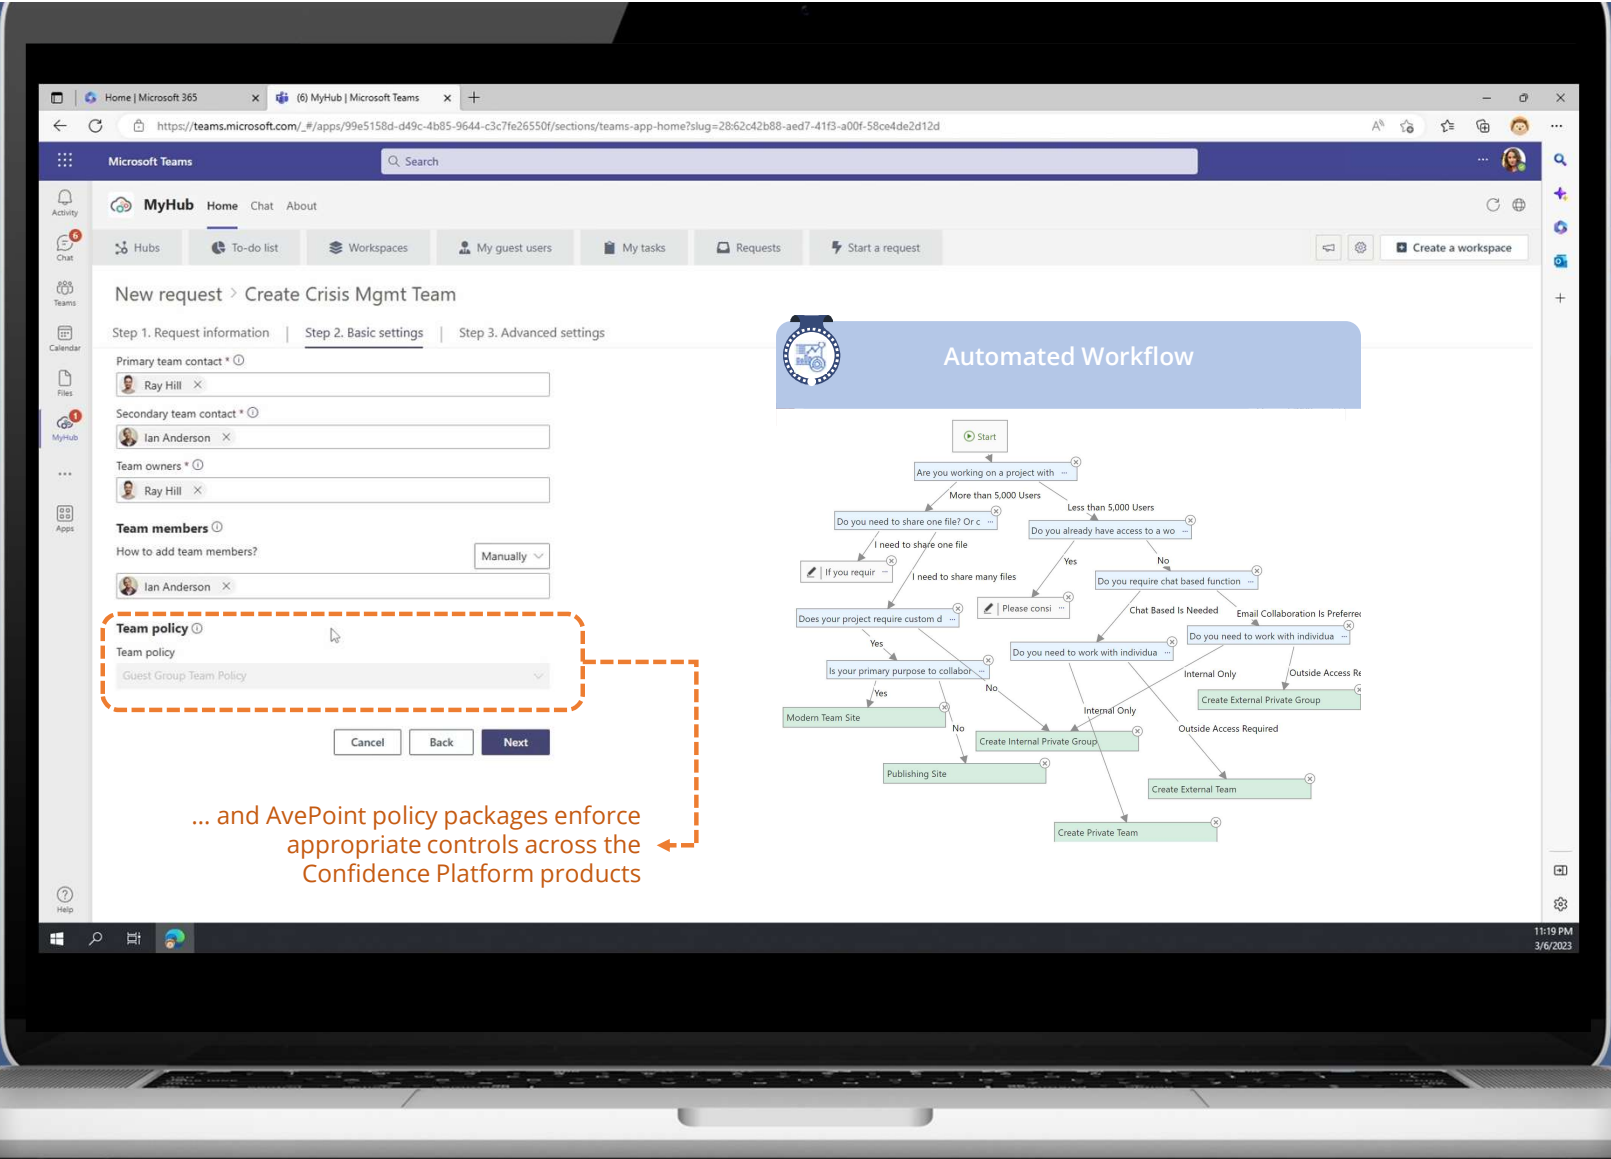 Home | Microsoft 365
(6) MyHub | Microsoft Teams
https://teams.microsoft.com/_#/apps/99e5158d-d49c-4b85-9644-c3c7fe26550f/sections/teams-app-home?slug=28:62c42b88-aed7-41f3-a00f-58ce4de2d12d
Microsoft Teams
Search
Activity
6
Chat
Teams
Calendar
Files
1
MyHub
Apps
Help
MyHub Home Chat About
Hubs
To-do list
Workspaces
My guest users
My tasks
Requests
Start a request
Create a workspace
New request > Create Crisis Mgmt Team
Step 1. Request information | Step 2. Basic settings | Step 3. Advanced settings
Primary team contact *
Ray Hill
Secondary team contact *
Ian Anderson
Team owners *
Ray Hill
Team members
How to add team members?
Manually
Ian Anderson
Team policy
Team policy
Guest Group Team Policy
Cancel
Back
Next
... and AvePoint policy packages enforce
appropriate controls across the
Confidence Platform products
Automated Workflow
Start
Are you working on a project with ...
More than 5,000 Users
Less than 5,000 Users
Do you need to share one file? Or c ...
Do you already have access to a wo ...
I need to share one file
Yes
No
If you requir ...
I need to share many files
Do you require chat based function ...
Please consi ...
Chat Based Is Needed
Email Collaboration Is Preferrec
Does your project require custom d ...
Do you need to work with individua ...
Yes
Do you need to work with individua ...
Is your primary purpose to collabor ...
Internal Only
Outside Access Re
No
Yes
Create External Private Group
Internal Only
Modern Team Site
No
Outside Access Required
Create Internal Private Group
Publishing Site
Create External Team
Create Private Team
11:19 PM
3/6/2023